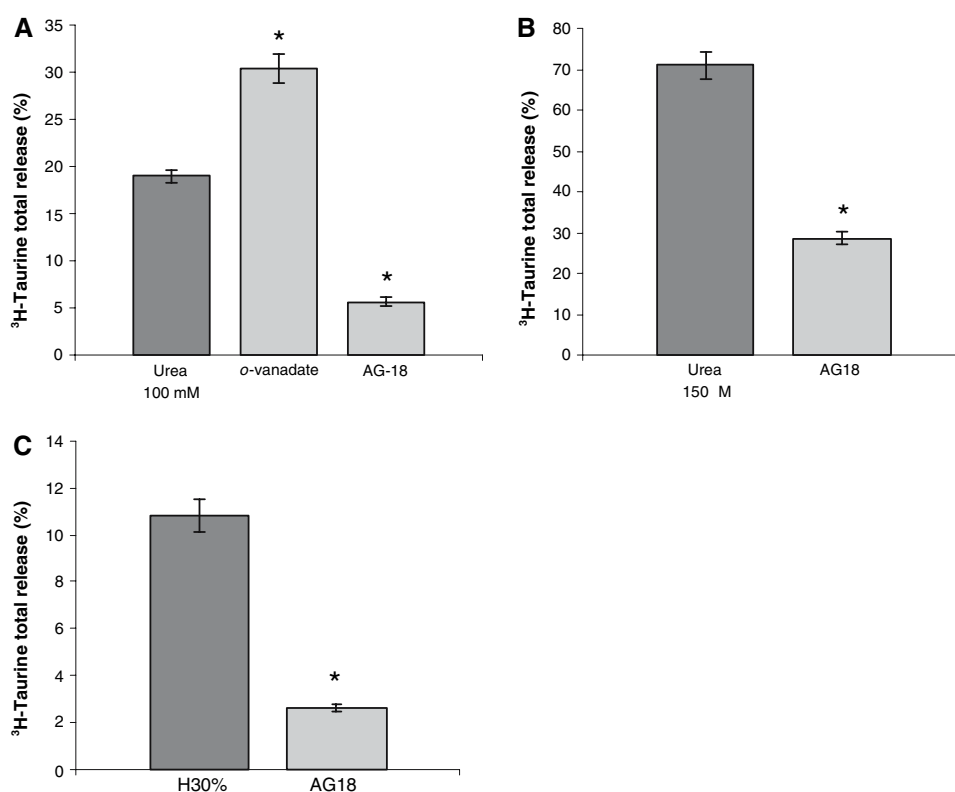 A
³H-Taurine total release (%)
35
30
25
20
15
10
5
0
*
*
Urea
100 mM
o-vanadate
AG-18
B
³H-Taurine total release (%)
80
70
60
50
40
30
20
10
0
*
Urea
150 M
AG18
C
³H-Taurine total release (%)
14
12
10
8
6
4
2
0
*
H30%
AG18